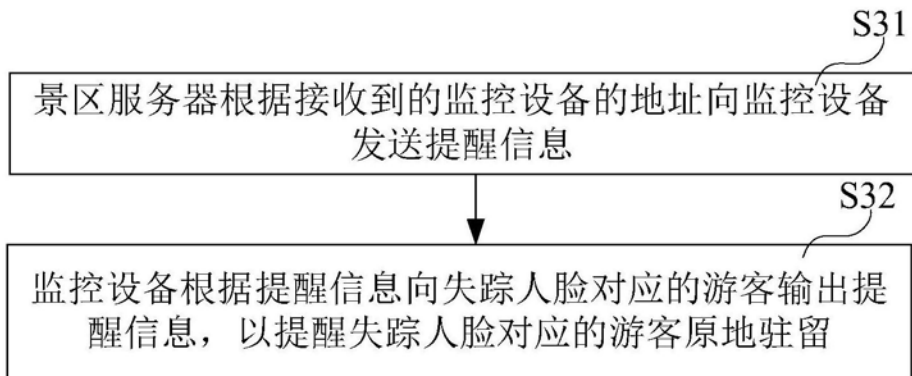 S31
景区服务器根据接收到的监控设备的地址向监控设备
发送提醒信息
S32
监控设备根据提醒信息向失踪人脸对应的游客输出提
醒信息，以提醒失踪人脸对应的游客原地驻留